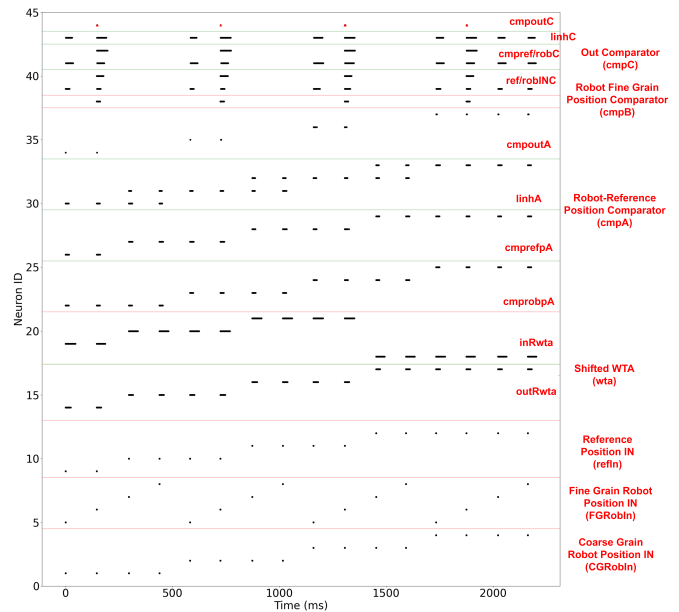 45
40
35
30
25
20
15
10
5
0
Neuron ID
0
500
1000
1500
2000
Time (ms)
cmpoutC
linhC
cmpref/robC
ref/robINC
cmpoutA
linhA
cmprefpA
cmprobpA
inRwta
outRwta
Out Comparator
(cmpC)
Robot Fine Grain
Position Comparator
(cmpB)
Robot-Reference
Position Comparator
(cmpA)
Shifted WTA
(wta)
Reference
Position IN
(refIn)
Fine Grain Robot
Position IN
(FGRobIn)
Coarse Grain
Robot Position IN
(CGRobIn)